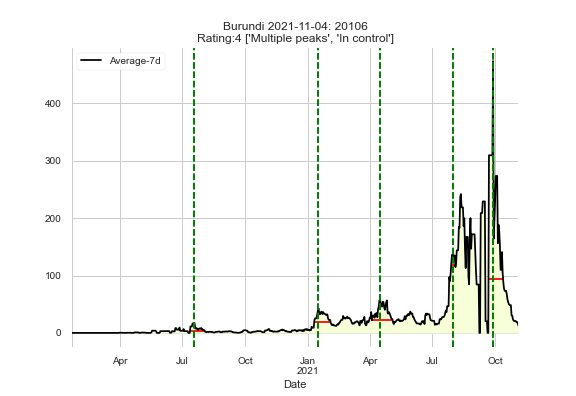 Burundi 2021-11-04: 20106
Rating:4 ['Multiple peaks', 'In control']
Average-7d
400
300
200
100
0
Apr Jul Oct Jan Apr Jul Oct
2021
Date